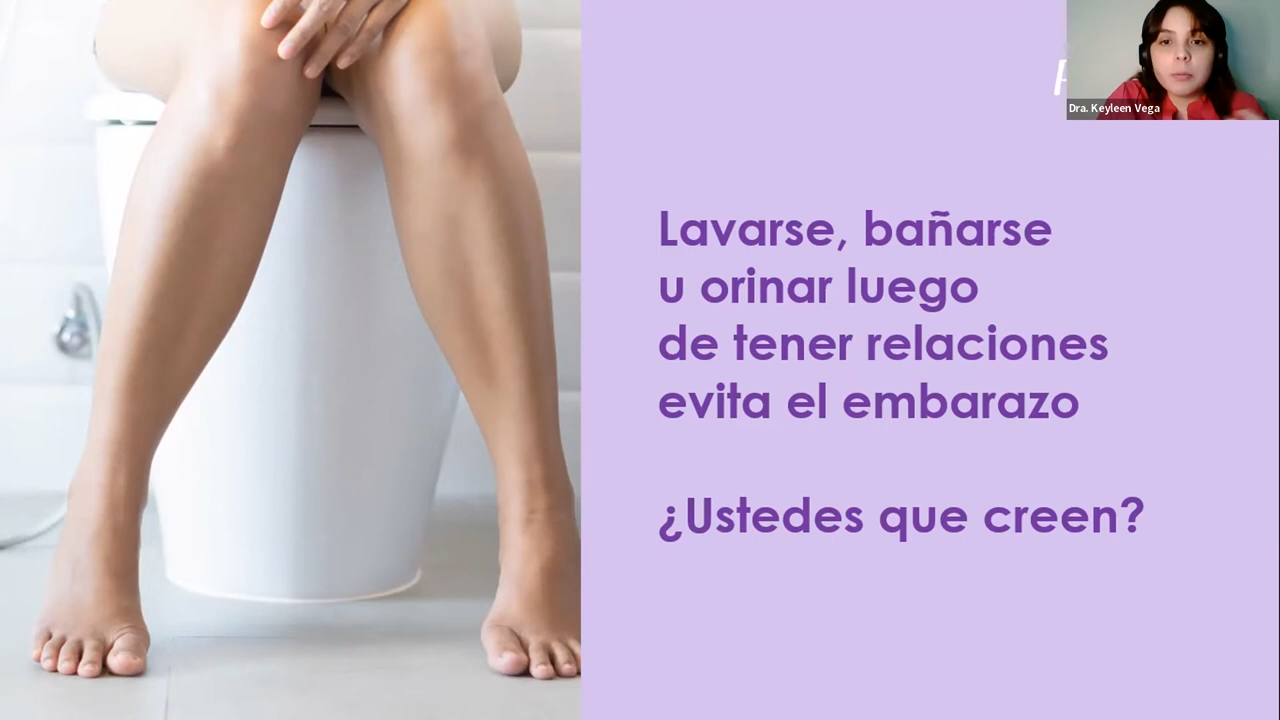 Dra. Keyleen Vega
Lavarse, bañarse
u orinar luego
de tener relaciones
evita el embarazo
¿Ustedes que creen?